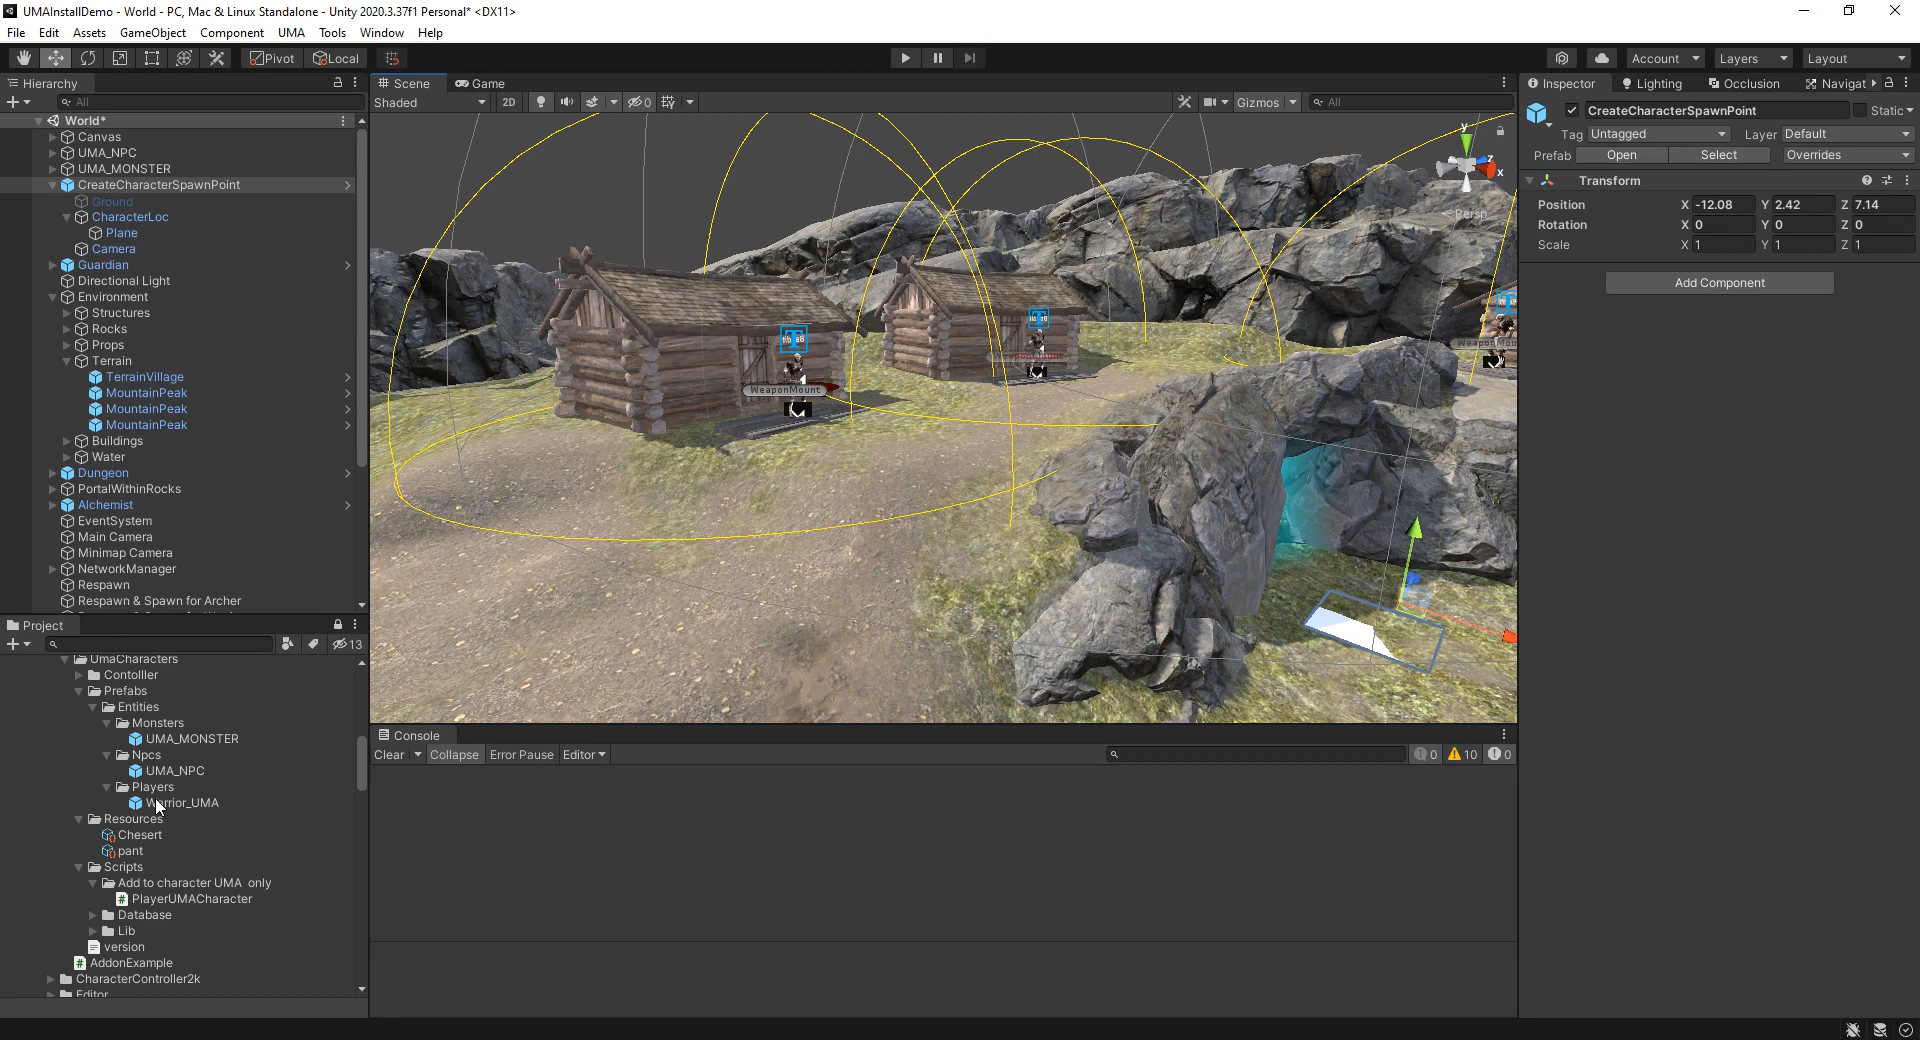 UMAInstallDemo - World - PC, Mac & Linux Standalone - Unity 2020.3.37f1 Personal* <DX11>
File Edit Assets GameObject Component UMA Tools Window Help
Pivot Local Account Layers Layout
Hierarchy
All
World*
Canvas
UMA_NPC
UMA_MONSTER
CreateCharacterSpawnPoint
Ground
CharacterLoc
Plane
Camera
Guardian
Directional Light
Environment
Structures
Rocks
Props
Terrain
TerrainVillage
MountainPeak
MountainPeak
MountainPeak
Buildings
Water
Dungeon
PortalWithinRocks
Alchemist
EventSystem
Main Camera
Minimap Camera
NetworkManager
Respawn
Respawn & Spawn for Archer
Project
13
UmaCharacters
Contolller
Prefabs
Entities
Monsters
UMA_MONSTER
Npcs
UMA_NPC
Players
Warrior_UMA
Resources
Chesert
pant
Scripts
Add to character UMA only
PlayerUMACharacter
Database
Lib
version
AddonExample
CharacterController2k
Editor
Scene Game
Shaded 2D 0 Gizmos All
y
z
x
Persp
WeaponMount
Console
Clear Collapse Error Pause Editor 0 10 0
Inspector Lighting Occlusion Navigat
CreateCharacterSpawnPoint Static
Tag Untagged Layer Default
Prefab Open Select Overrides
Transform
Position X -12.08 Y 2.42 Z 7.14
Rotation X 0 Y 0 Z 0
Scale X 1 Y 1 Z 1
Add Component